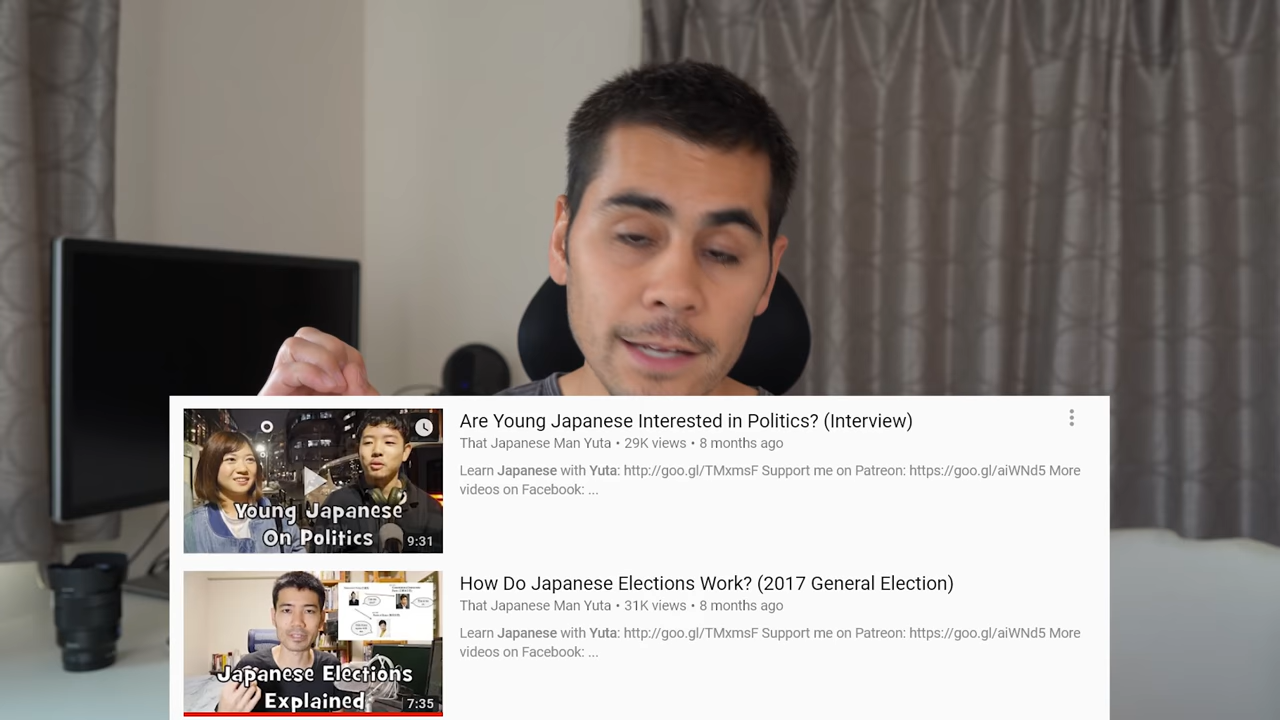 Are Young Japanese Interested in Politics? (Interview)
That Japanese Man Yuta • 29K views • 8 months ago
Learn Japanese with Yuta: http://goo.gl/TMxmsF Support me on Patreon: https://goo.gl/aiWNd5 More
videos on Facebook: ...
Young Japanese
On Politics
9:31
How Do Japanese Elections Work? (2017 General Election)
That Japanese Man Yuta • 31K views • 8 months ago
Learn Japanese with Yuta: http://goo.gl/TMxmsF Support me on Patreon: https://goo.gl/aiWNd5 More
videos on Facebook: ...
Japanese Elections
Explained
7:35